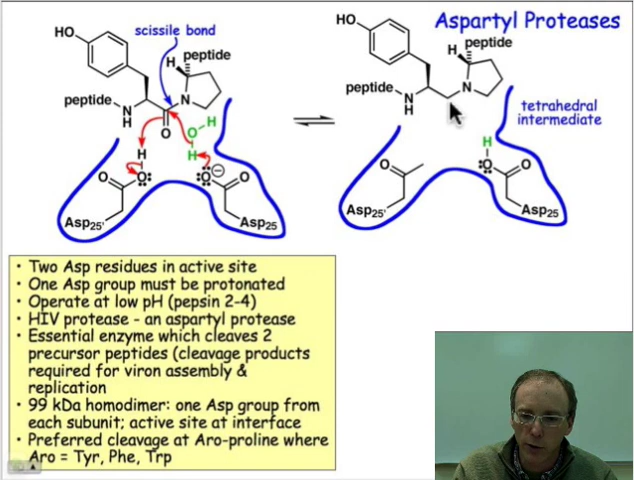 Aspartyl Proteases
HO
scissile bond
H peptide
peptide
N
N
H
O
O-H
H
H
O
O
O
O
Asp25'
Asp25
HO
H peptide
peptide
N
N
H
tetrahedral
intermediate
H
O
O
O
Asp25'
Asp25
• Two Asp residues in active site
• One Asp group must be protonated
• Operate at low pH (pepsin 2-4)
• HIV protease - an aspartyl protease
• Essential enzyme which cleaves 2
precursor peptides (cleavage products
required for viron assembly &
replication
• 99 kDa homodimer: one Asp group from
each subunit; active site at interface
• Preferred cleavage at Aro-proline where
Aro = Tyr, Phe, Trp